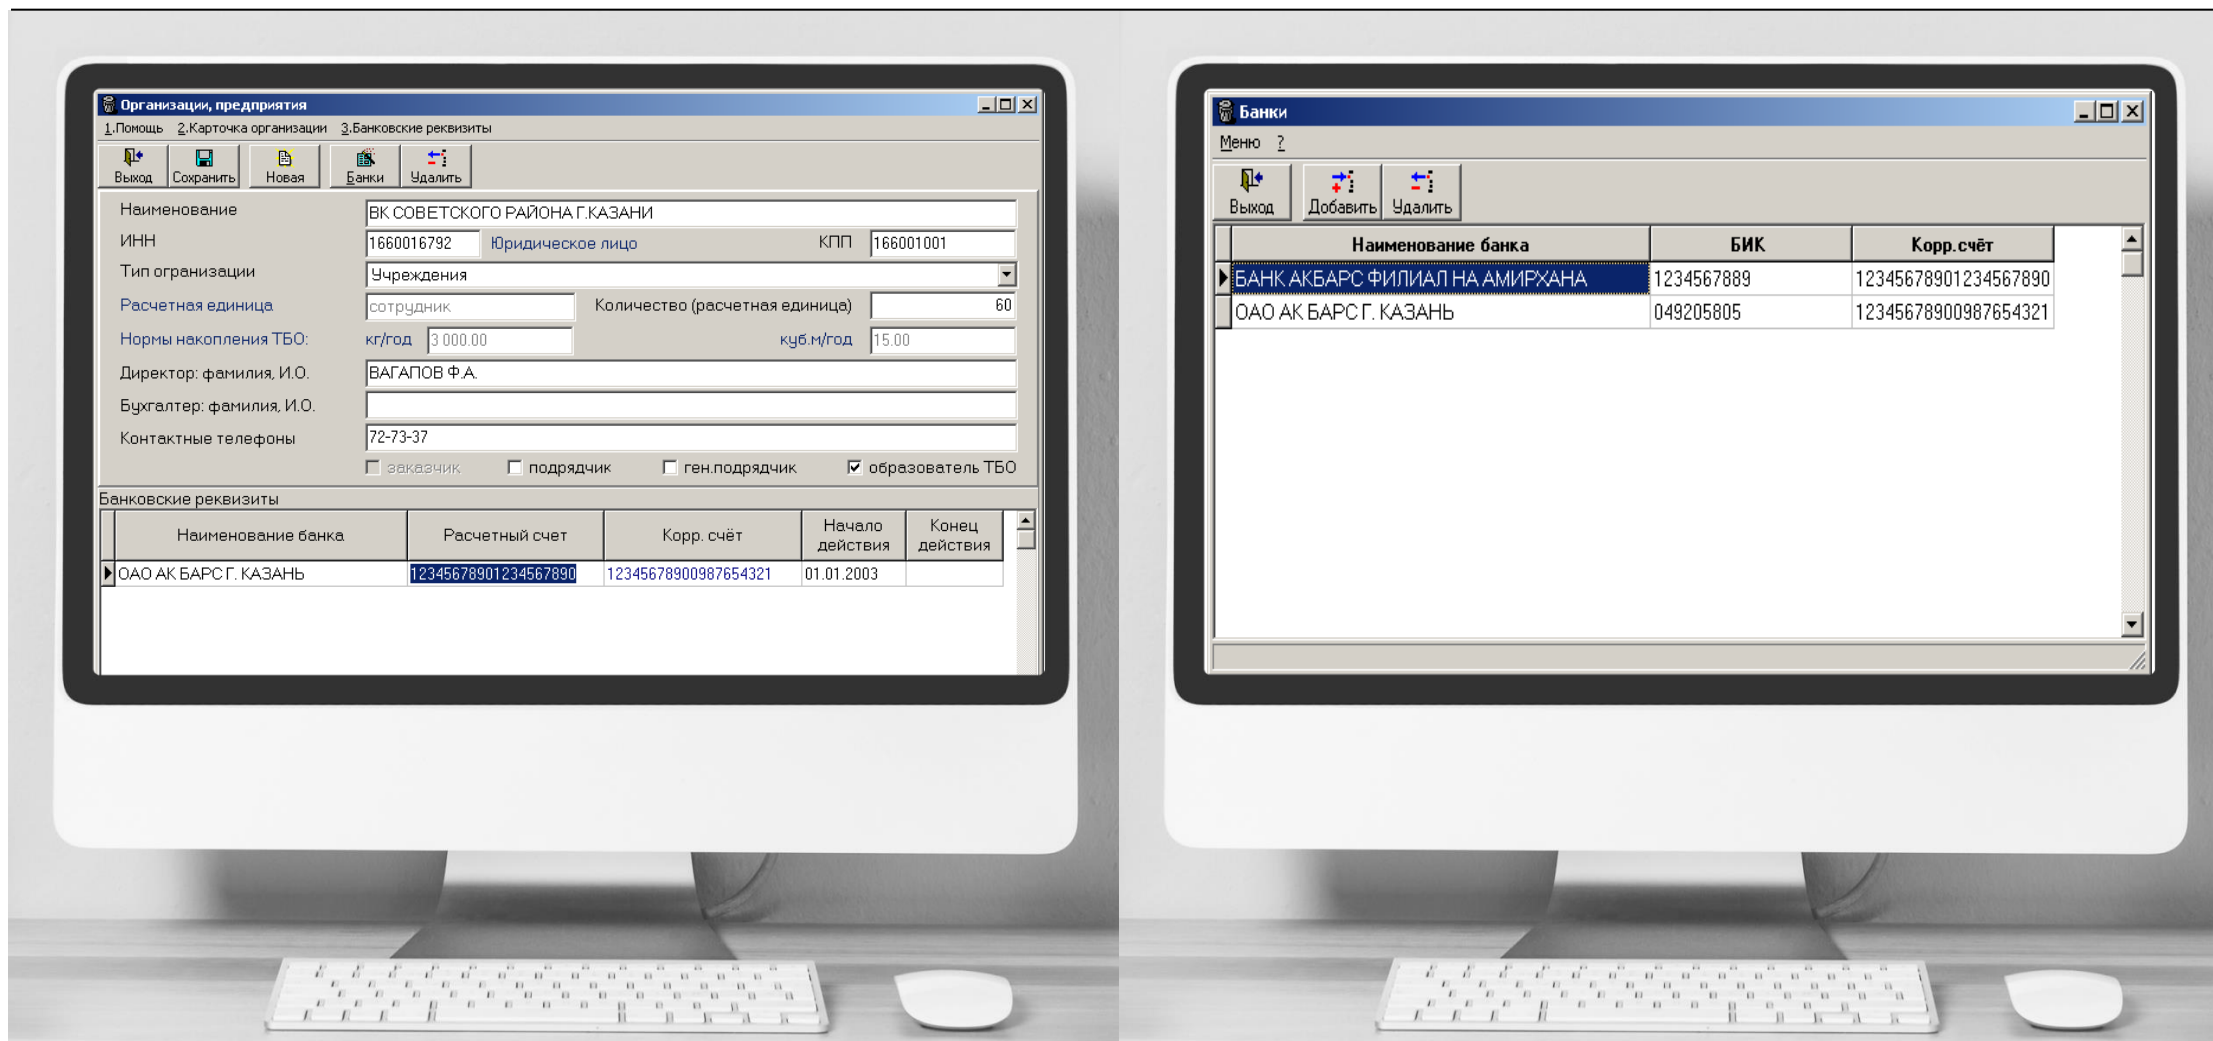 Организации, предприятия
1.Помощь 2.Карточка организации 3.Банковские реквизиты
Выход Сохранить Новая Банки Удалить
Наименование ВК СОВЕТСКОГО РАЙОНА Г.КАЗАНИ
ИНН 1660016792 Юридическое лицо КПП 166001001
Тип огранизации Учреждения
Расчетная единица сотрудник Количество (расчетная единица) 60
Нормы накопления ТБО: кг/год 3 000.00 куб.м/год 15.00
Директор: фамилия, И.О. ВАГАПОВ Ф.А.
Бухгалтер: фамилия, И.О.
Контактные телефоны 72-73-37
заказчик подрядчик ген.подрядчик образователь ТБО
Банковские реквизиты
Наименование банка Расчетный счет Корр. счёт Начало действия Конец действия
ОАО АК БАРС Г. КАЗАНЬ 12345678901234567890 12345678900987654321 01.01.2003
Банки
Меню ?
Выход Добавить Удалить
Наименование банка БИК Корр.счёт
БАНК АКБАРС ФИЛИАЛ НА АМИРХАНА 1234567889 12345678901234567890
ОАО АК БАРС Г. КАЗАНЬ 049205805 12345678900987654321